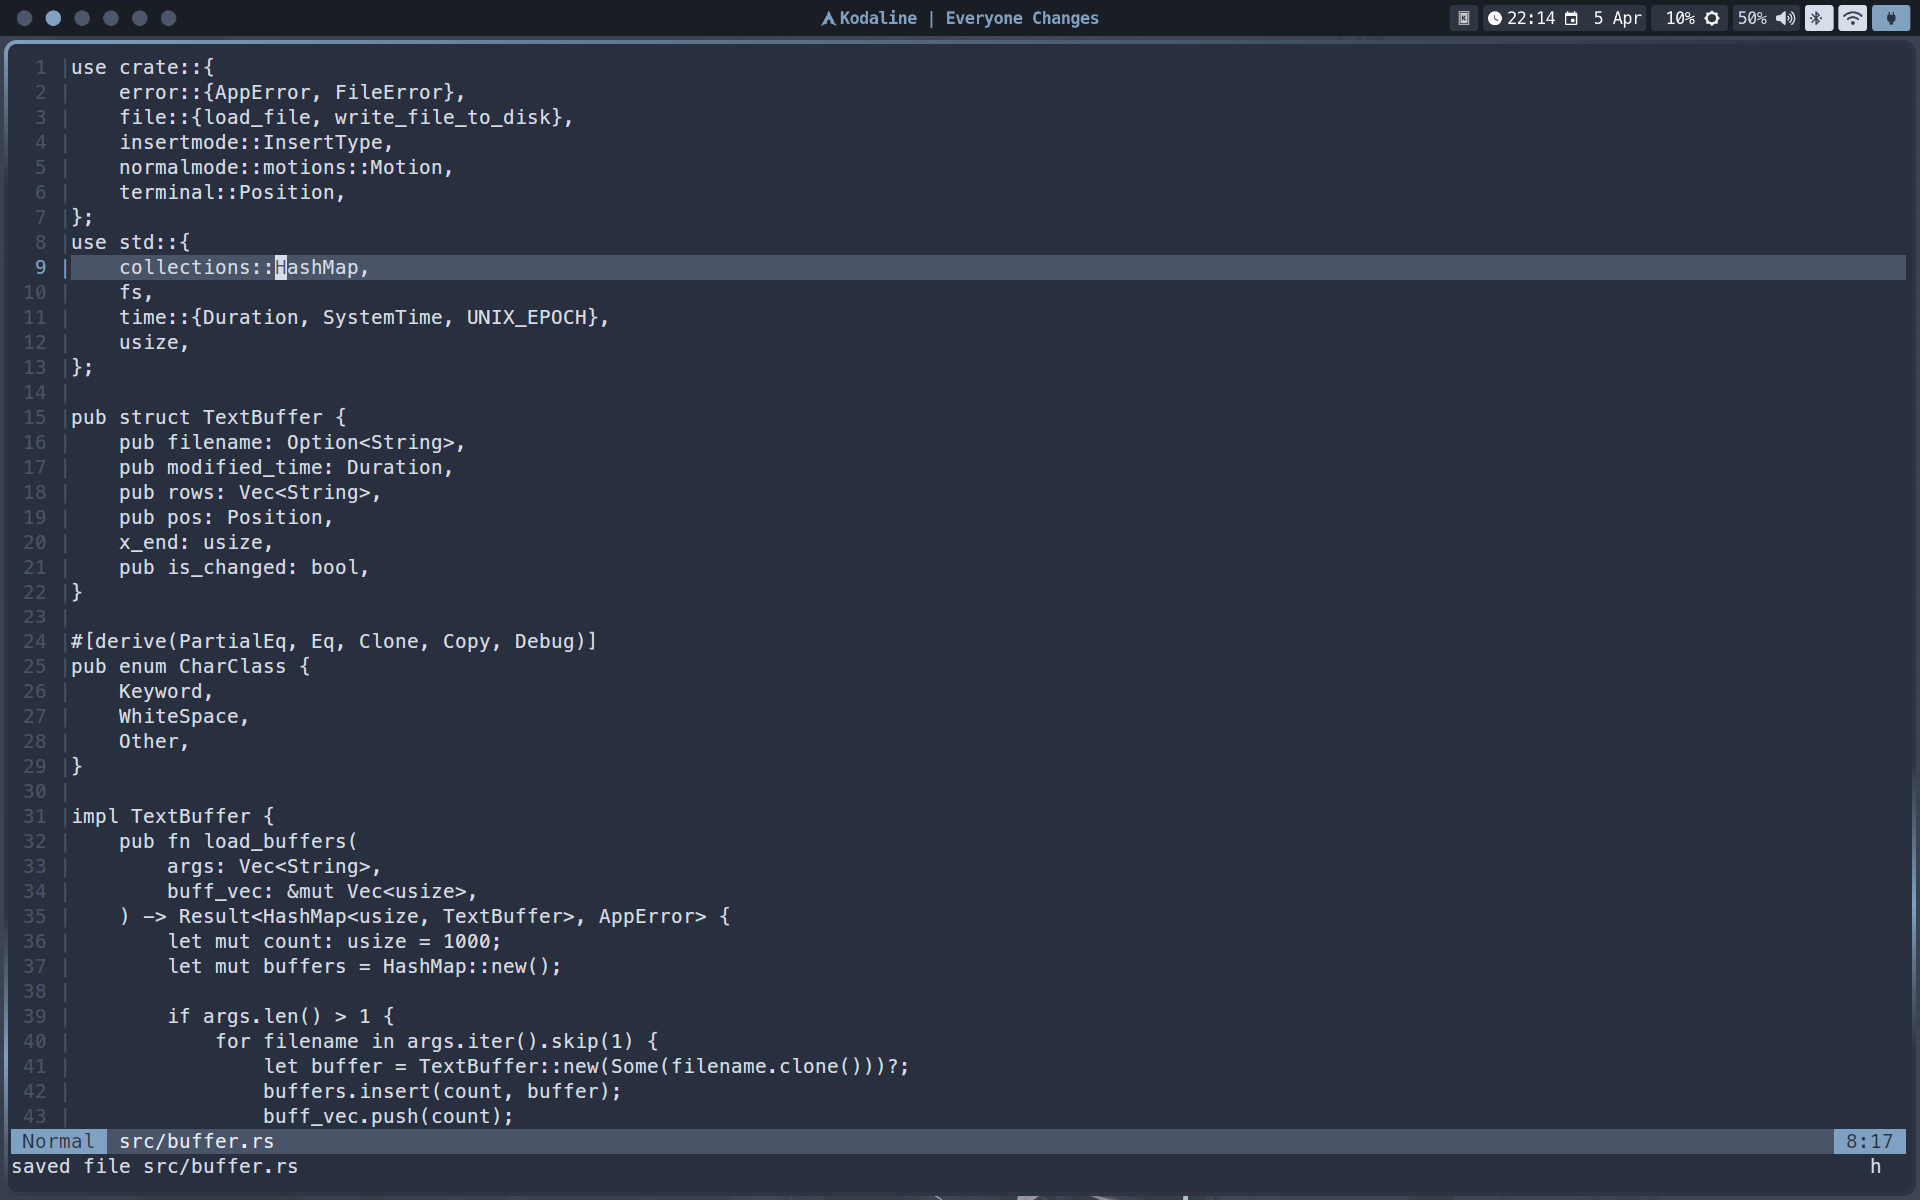 Kodaline | Everyone Changes
22:14 5 Apr 10% 50%
1 |use crate::{
2 |    error::{AppError, FileError},
3 |    file::{load_file, write_file_to_disk},
4 |    insertmode::InsertType,
5 |    normalmode::motions::Motion,
6 |    terminal::Position,
7 |};
8 |use std::{
9 |    collections::HashMap,
10 |    fs,
11 |    time::{Duration, SystemTime, UNIX_EPOCH},
12 |    usize,
13 |};
14 |
15 |pub struct TextBuffer {
16 |    pub filename: Option<String>,
17 |    pub modified_time: Duration,
18 |    pub rows: Vec<String>,
19 |    pub pos: Position,
20 |    x_end: usize,
21 |    pub is_changed: bool,
22 |}
23 |
24 |#[derive(PartialEq, Eq, Clone, Copy, Debug)]
25 |pub enum CharClass {
26 |    Keyword,
27 |    WhiteSpace,
28 |    Other,
29 |}
30 |
31 |impl TextBuffer {
32 |    pub fn load_buffers(
33 |        args: Vec<String>,
34 |        buff_vec: &mut Vec<usize>,
35 |    ) -> Result<HashMap<usize, TextBuffer>, AppError> {
36 |        let mut count: usize = 1000;
37 |        let mut buffers = HashMap::new();
38 |
39 |        if args.len() > 1 {
40 |            for filename in args.iter().skip(1) {
41 |                let buffer = TextBuffer::new(Some(filename.clone()))?;
42 |                buffers.insert(count, buffer);
43 |                buff_vec.push(count);
Normal src/buffer.rs 8:17
saved file src/buffer.rs h